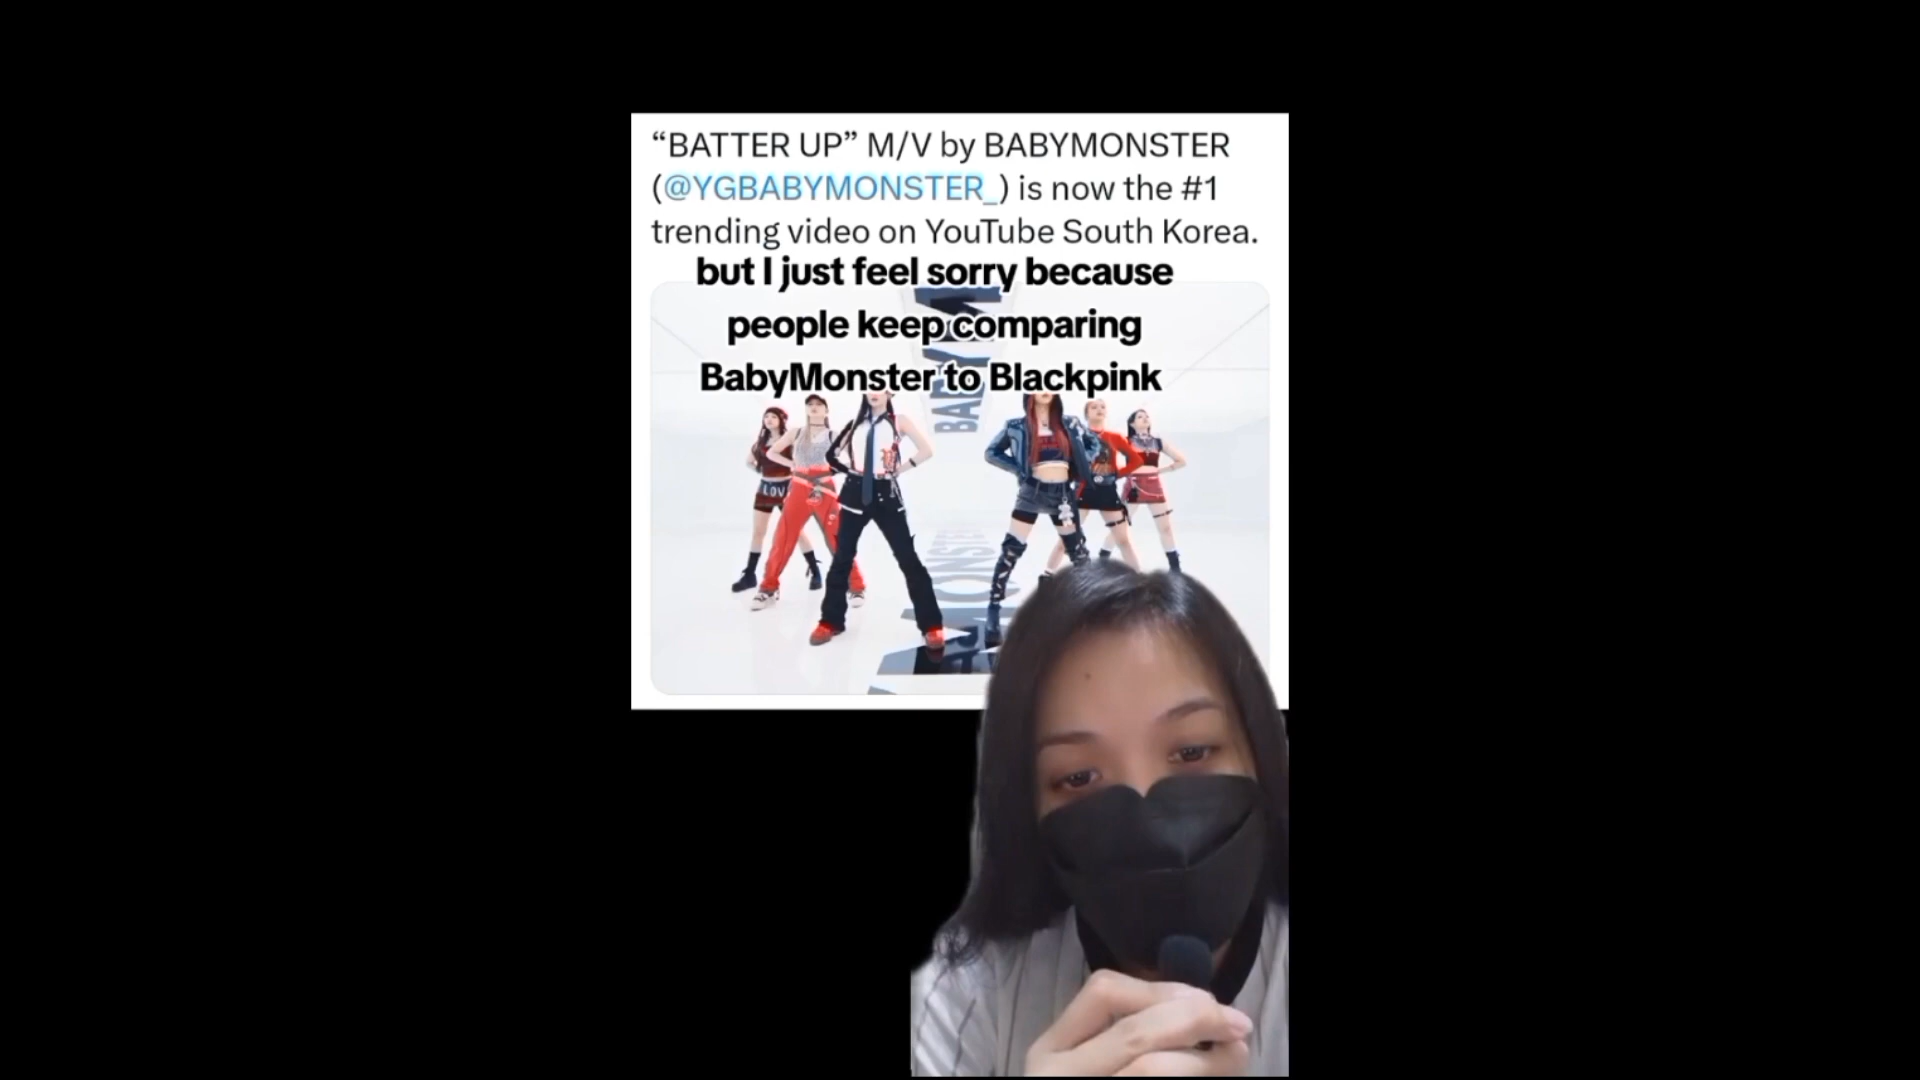 “BATTER UP” M/V by BABYMONSTER
(@YGBABYMONSTER_) is now the #1
trending video on YouTube South Korea.
but I just feel sorry because
people keep comparing
BabyMonster to Blackpink
LOV